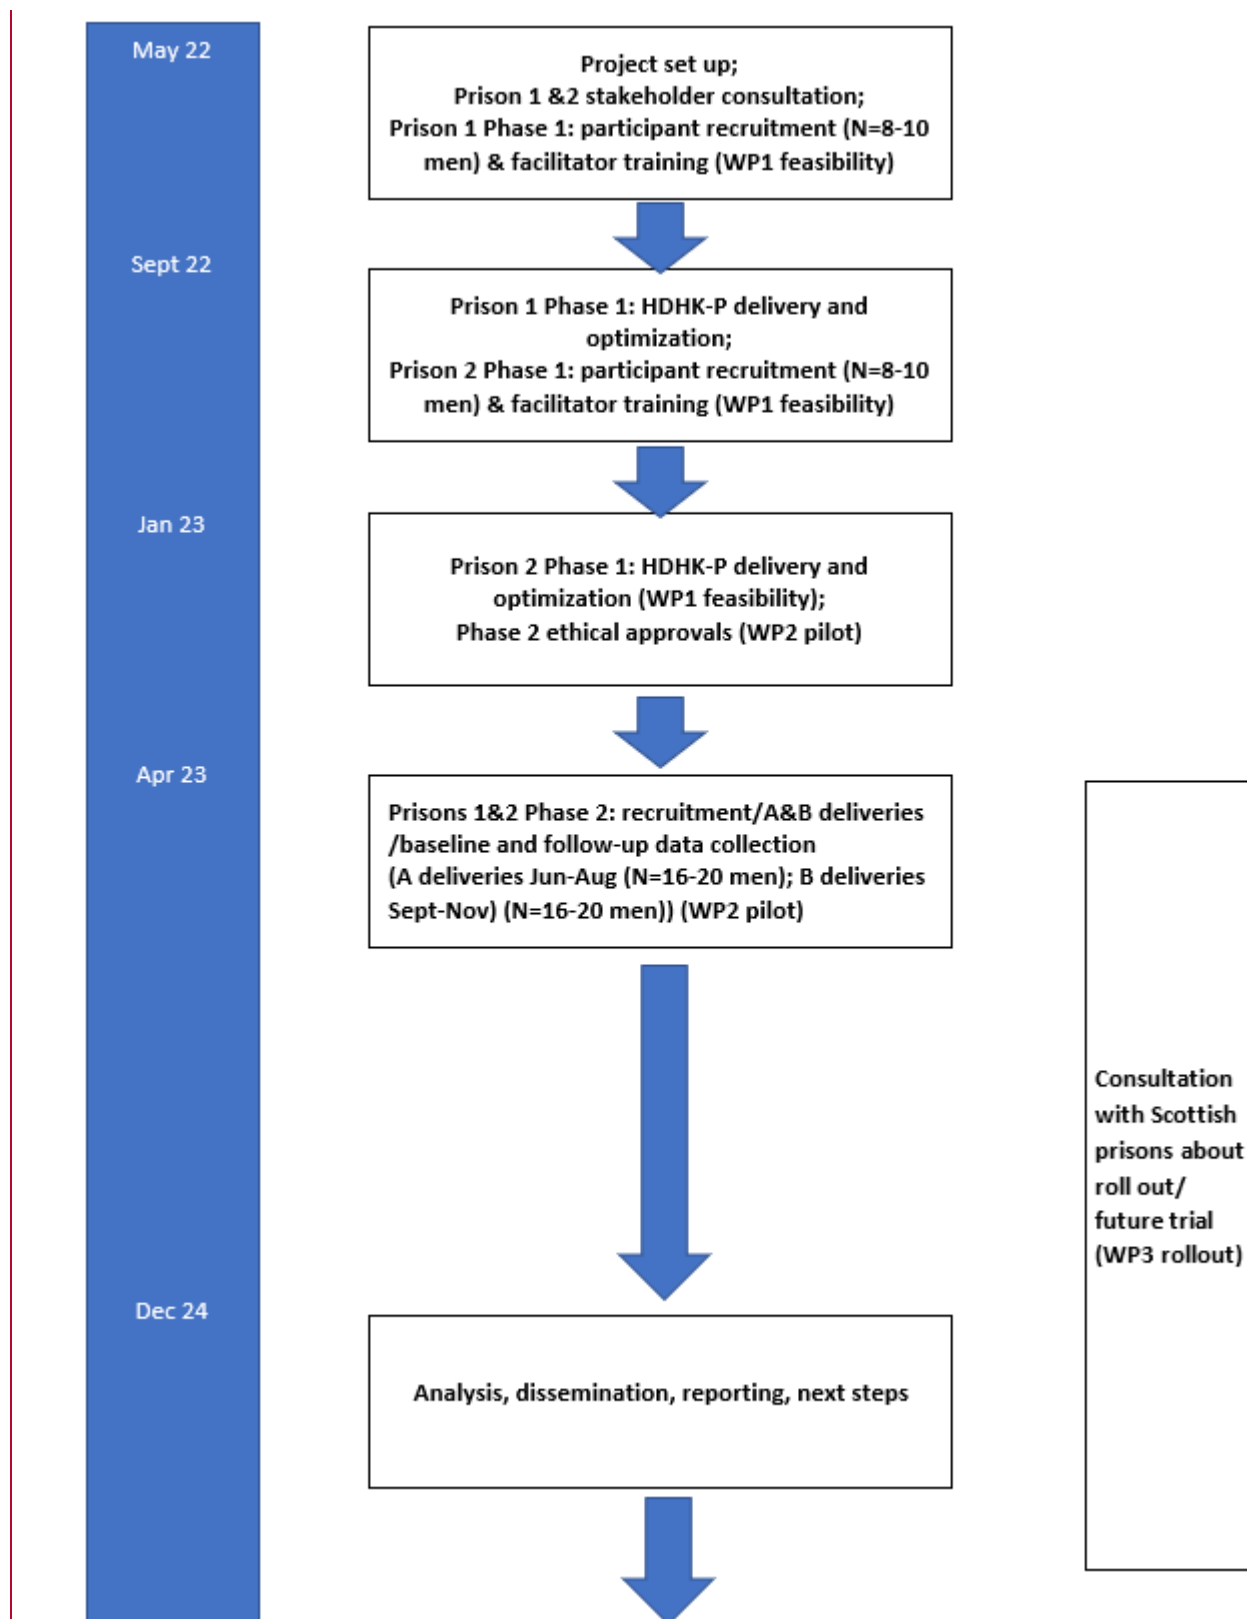 May 22
Project set up;
Prison 1 &2 stakeholder consultation;
Prison 1 Phase 1: participant recruitment (N=8-10
men) & facilitator training (WP1 feasibility)
Sept 22
Prison 1 Phase 1: HDHK-P delivery and
optimization;
Prison 2 Phase 1: participant recruitment (N=8-10
men) & facilitator training (WP1 feasibility)
Jan 23
Prison 2 Phase 1: HDHK-P delivery and
optimization (WP1 feasibility);
Phase 2 ethical approvals (WP2 pilot)
Apr 23
Prisons 1&2 Phase 2: recruitment/A&B deliveries
/baseline and follow-up data collection
(A deliveries Jun-Aug (N=16-20 men); B deliveries
Sept-Nov) (N=16-20 men)) (WP2 pilot)
Consultation
with Scottish
prisons about
roll out/
future trial
(WP3 rollout)
Dec 24
Analysis, dissemination, reporting, next steps